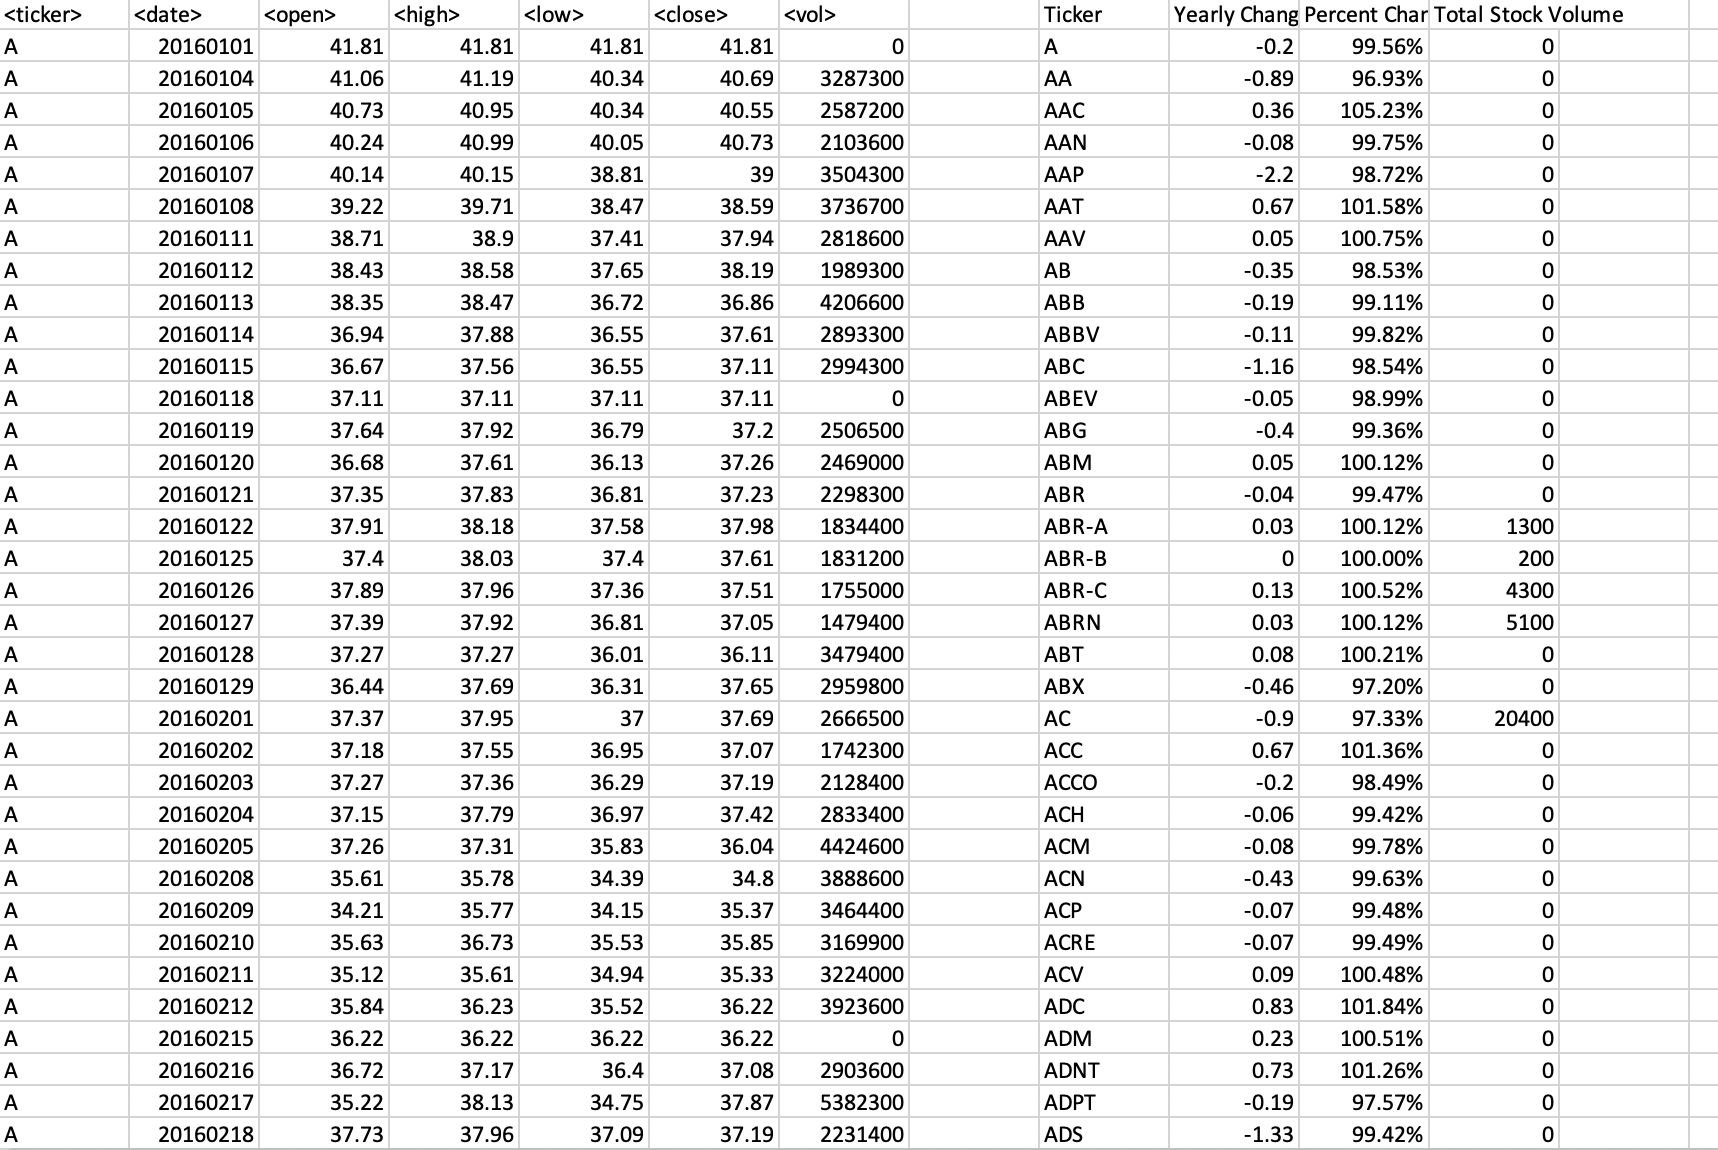 <ticker> <date> <open> <high> <low> <close> <vol> Ticker Yearly Chang Percent Char Total Stock Volume
A 20160101 41.81 41.81 41.81 41.81 0 A -0.2 99.56% 0
A 20160104 41.06 41.19 40.34 40.69 3287300 AA -0.89 96.93% 0
A 20160105 40.73 40.95 40.34 40.55 2587200 AAC 0.36 105.23% 0
A 20160106 40.24 40.99 40.05 40.73 2103600 AAN -0.08 99.75% 0
A 20160107 40.14 40.15 38.81 39 3504300 AAP -2.2 98.72% 0
A 20160108 39.22 39.71 38.47 38.59 3736700 AAT 0.67 101.58% 0
A 20160111 38.71 38.9 37.41 37.94 2818600 AAV 0.05 100.75% 0
A 20160112 38.43 38.58 37.65 38.19 1989300 AB -0.35 98.53% 0
A 20160113 38.35 38.47 36.72 36.86 4206600 ABB -0.19 99.11% 0
A 20160114 36.94 37.88 36.55 37.61 2893300 ABBV -0.11 99.82% 0
A 20160115 36.67 37.56 36.55 37.11 2994300 ABC -1.16 98.54% 0
A 20160118 37.11 37.11 37.11 37.11 0 ABEV -0.05 98.99% 0
A 20160119 37.64 37.92 36.79 37.2 2506500 ABG -0.4 99.36% 0
A 20160120 36.68 37.61 36.13 37.26 2469000 ABM 0.05 100.12% 0
A 20160121 37.35 37.83 36.81 37.23 2298300 ABR -0.04 99.47% 0
A 20160122 37.91 38.18 37.58 37.98 1834400 ABR-A 0.03 100.12% 1300
A 20160125 37.4 38.03 37.4 37.61 1831200 ABR-B 0 100.00% 200
A 20160126 37.89 37.96 37.36 37.51 1755000 ABR-C 0.13 100.52% 4300
A 20160127 37.39 37.92 36.81 37.05 1479400 ABRN 0.03 100.12% 5100
A 20160128 37.27 37.27 36.01 36.11 3479400 ABT 0.08 100.21% 0
A 20160129 36.44 37.69 36.31 37.65 2959800 ABX -0.46 97.20% 0
A 20160201 37.37 37.95 37 37.69 2666500 AC -0.9 97.33% 20400
A 20160202 37.18 37.55 36.95 37.07 1742300 ACC 0.67 101.36% 0
A 20160203 37.27 37.36 36.29 37.19 2128400 ACCO -0.2 98.49% 0
A 20160204 37.15 37.79 36.97 37.42 2833400 ACH -0.06 99.42% 0
A 20160205 37.26 37.31 35.83 36.04 4424600 ACM -0.08 99.78% 0
A 20160208 35.61 35.78 34.39 34.8 3888600 ACN -0.43 99.63% 0
A 20160209 34.21 35.77 34.15 35.37 3464400 ACP -0.07 99.48% 0
A 20160210 35.63 36.73 35.53 35.85 3169900 ACRE -0.07 99.49% 0
A 20160211 35.12 35.61 34.94 35.33 3224000 ACV 0.09 100.48% 0
A 20160212 35.84 36.23 35.52 36.22 3923600 ADC 0.83 101.84% 0
A 20160215 36.22 36.22 36.22 36.22 0 ADM 0.23 100.51% 0
A 20160216 36.72 37.17 36.4 37.08 2903600 ADNT 0.73 101.26% 0
A 20160217 35.22 38.13 34.75 37.87 5382300 ADPT -0.19 97.57% 0
A 20160218 37.73 37.96 37.09 37.19 2231400 ADS -1.33 99.42% 0